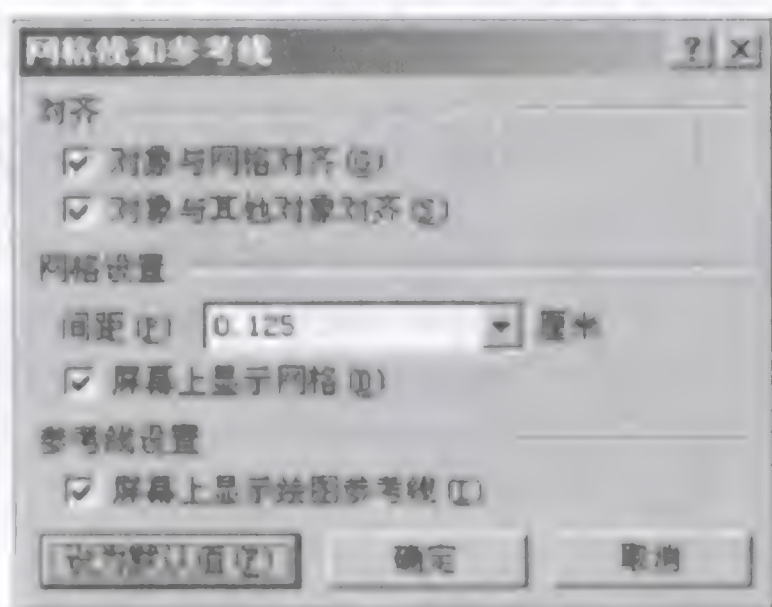 网格线和参考线
对齐
对象与网格对齐(G)
对象与其他对象对齐(S)
网格设置
间距(P) 0.125 厘米
屏幕上显示网格(D)
参考线设置
屏幕上显示绘图参考线(I)
设为默认值(E) 确定 取消